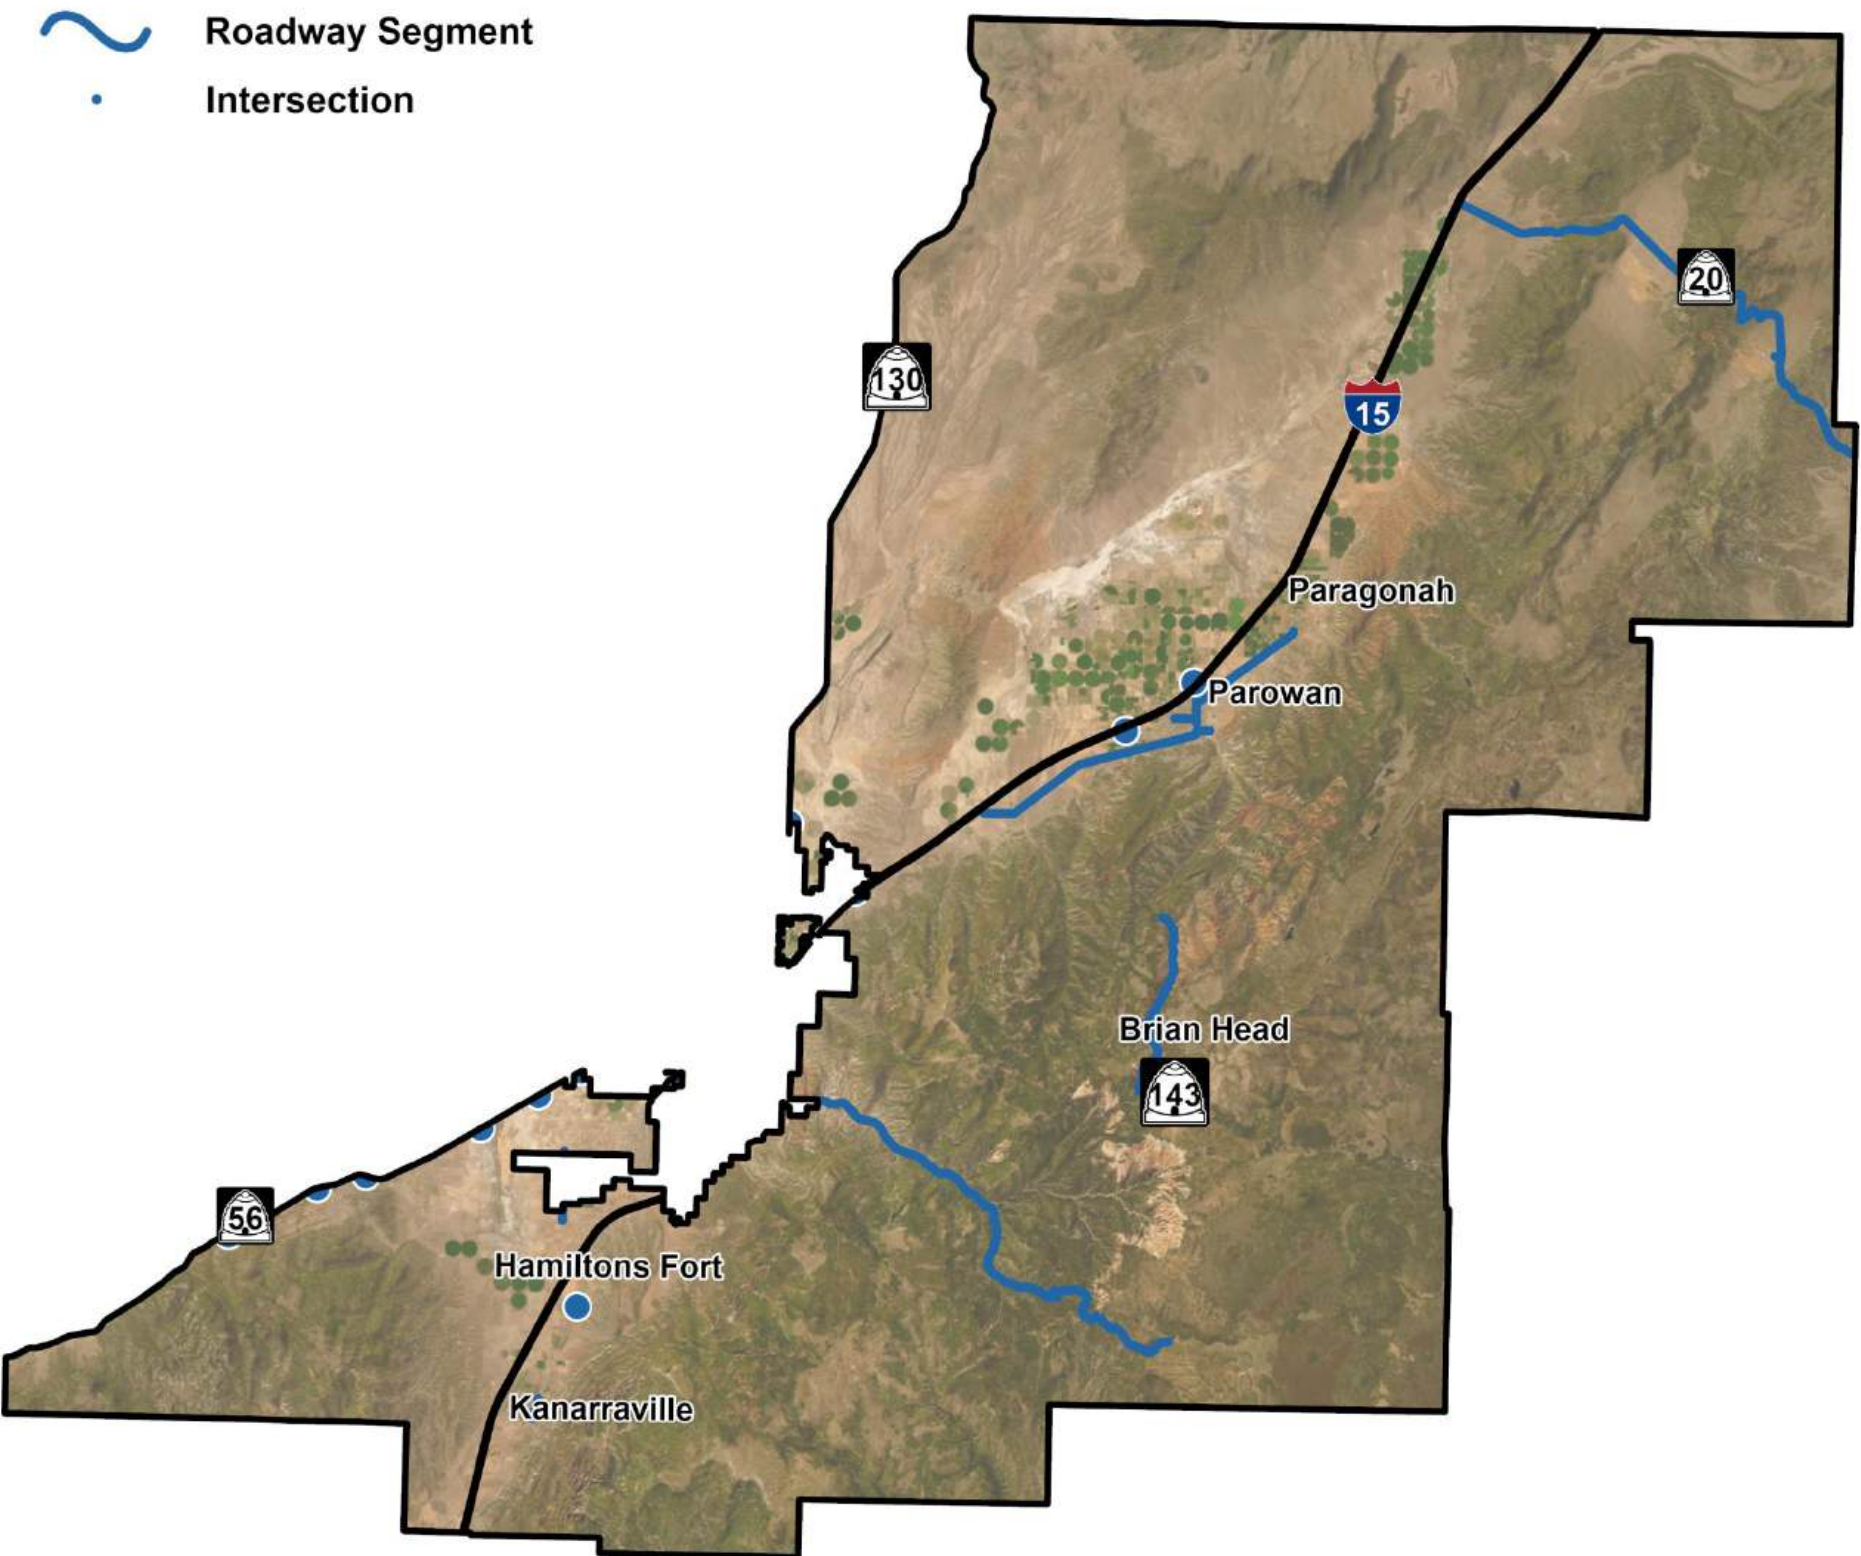 Roadway Segment
Intersection
20
130
15
Paragonah
Parowan
Brian Head
143
56
Hamiltons Fort
Kanarraville